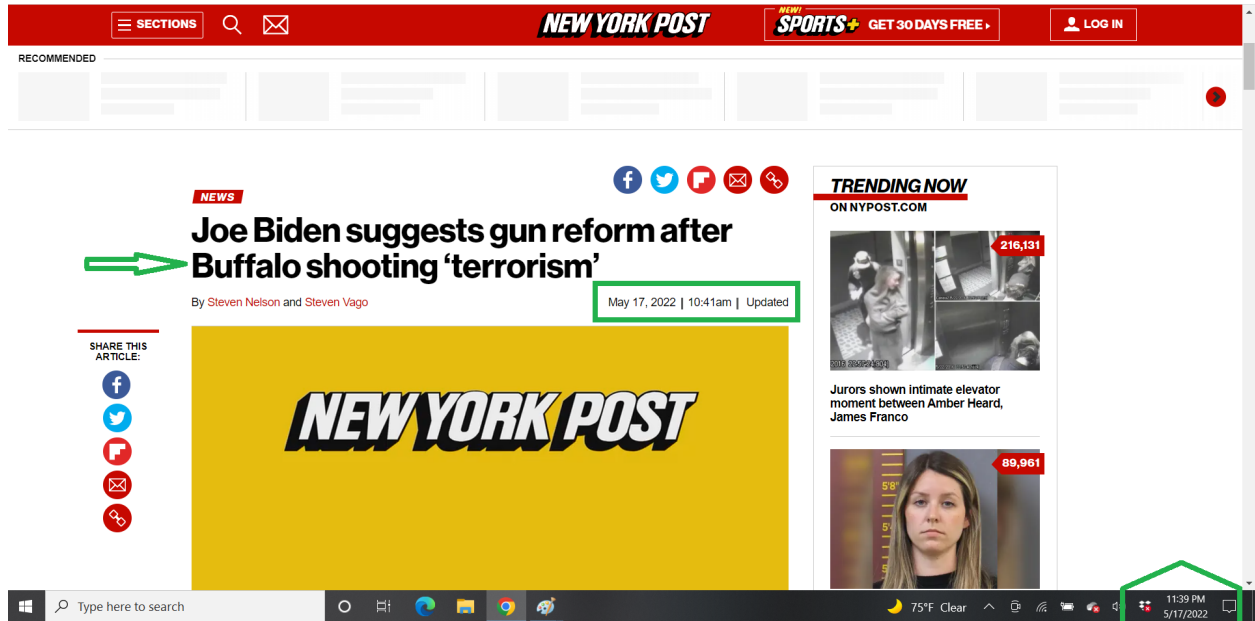 SECTIONS
NEW YORK POST
NEW!
SPORTS+ GET 30 DAYS FREE
LOG IN
RECOMMENDED
NEWS
Joe Biden suggests gun reform after
Buffalo shooting ‘terrorism’
By Steven Nelson and Steven Vago
May 17, 2022 | 10:41am | Updated
SHARE THIS
ARTICLE:
NEW YORK POST
TRENDING NOW
ON NYPOST.COM
216,131
Jurors shown intimate elevator
moment between Amber Heard,
James Franco
89,961
5'8"
Type here to search
75°F Clear
11:39 PM
5/17/2022